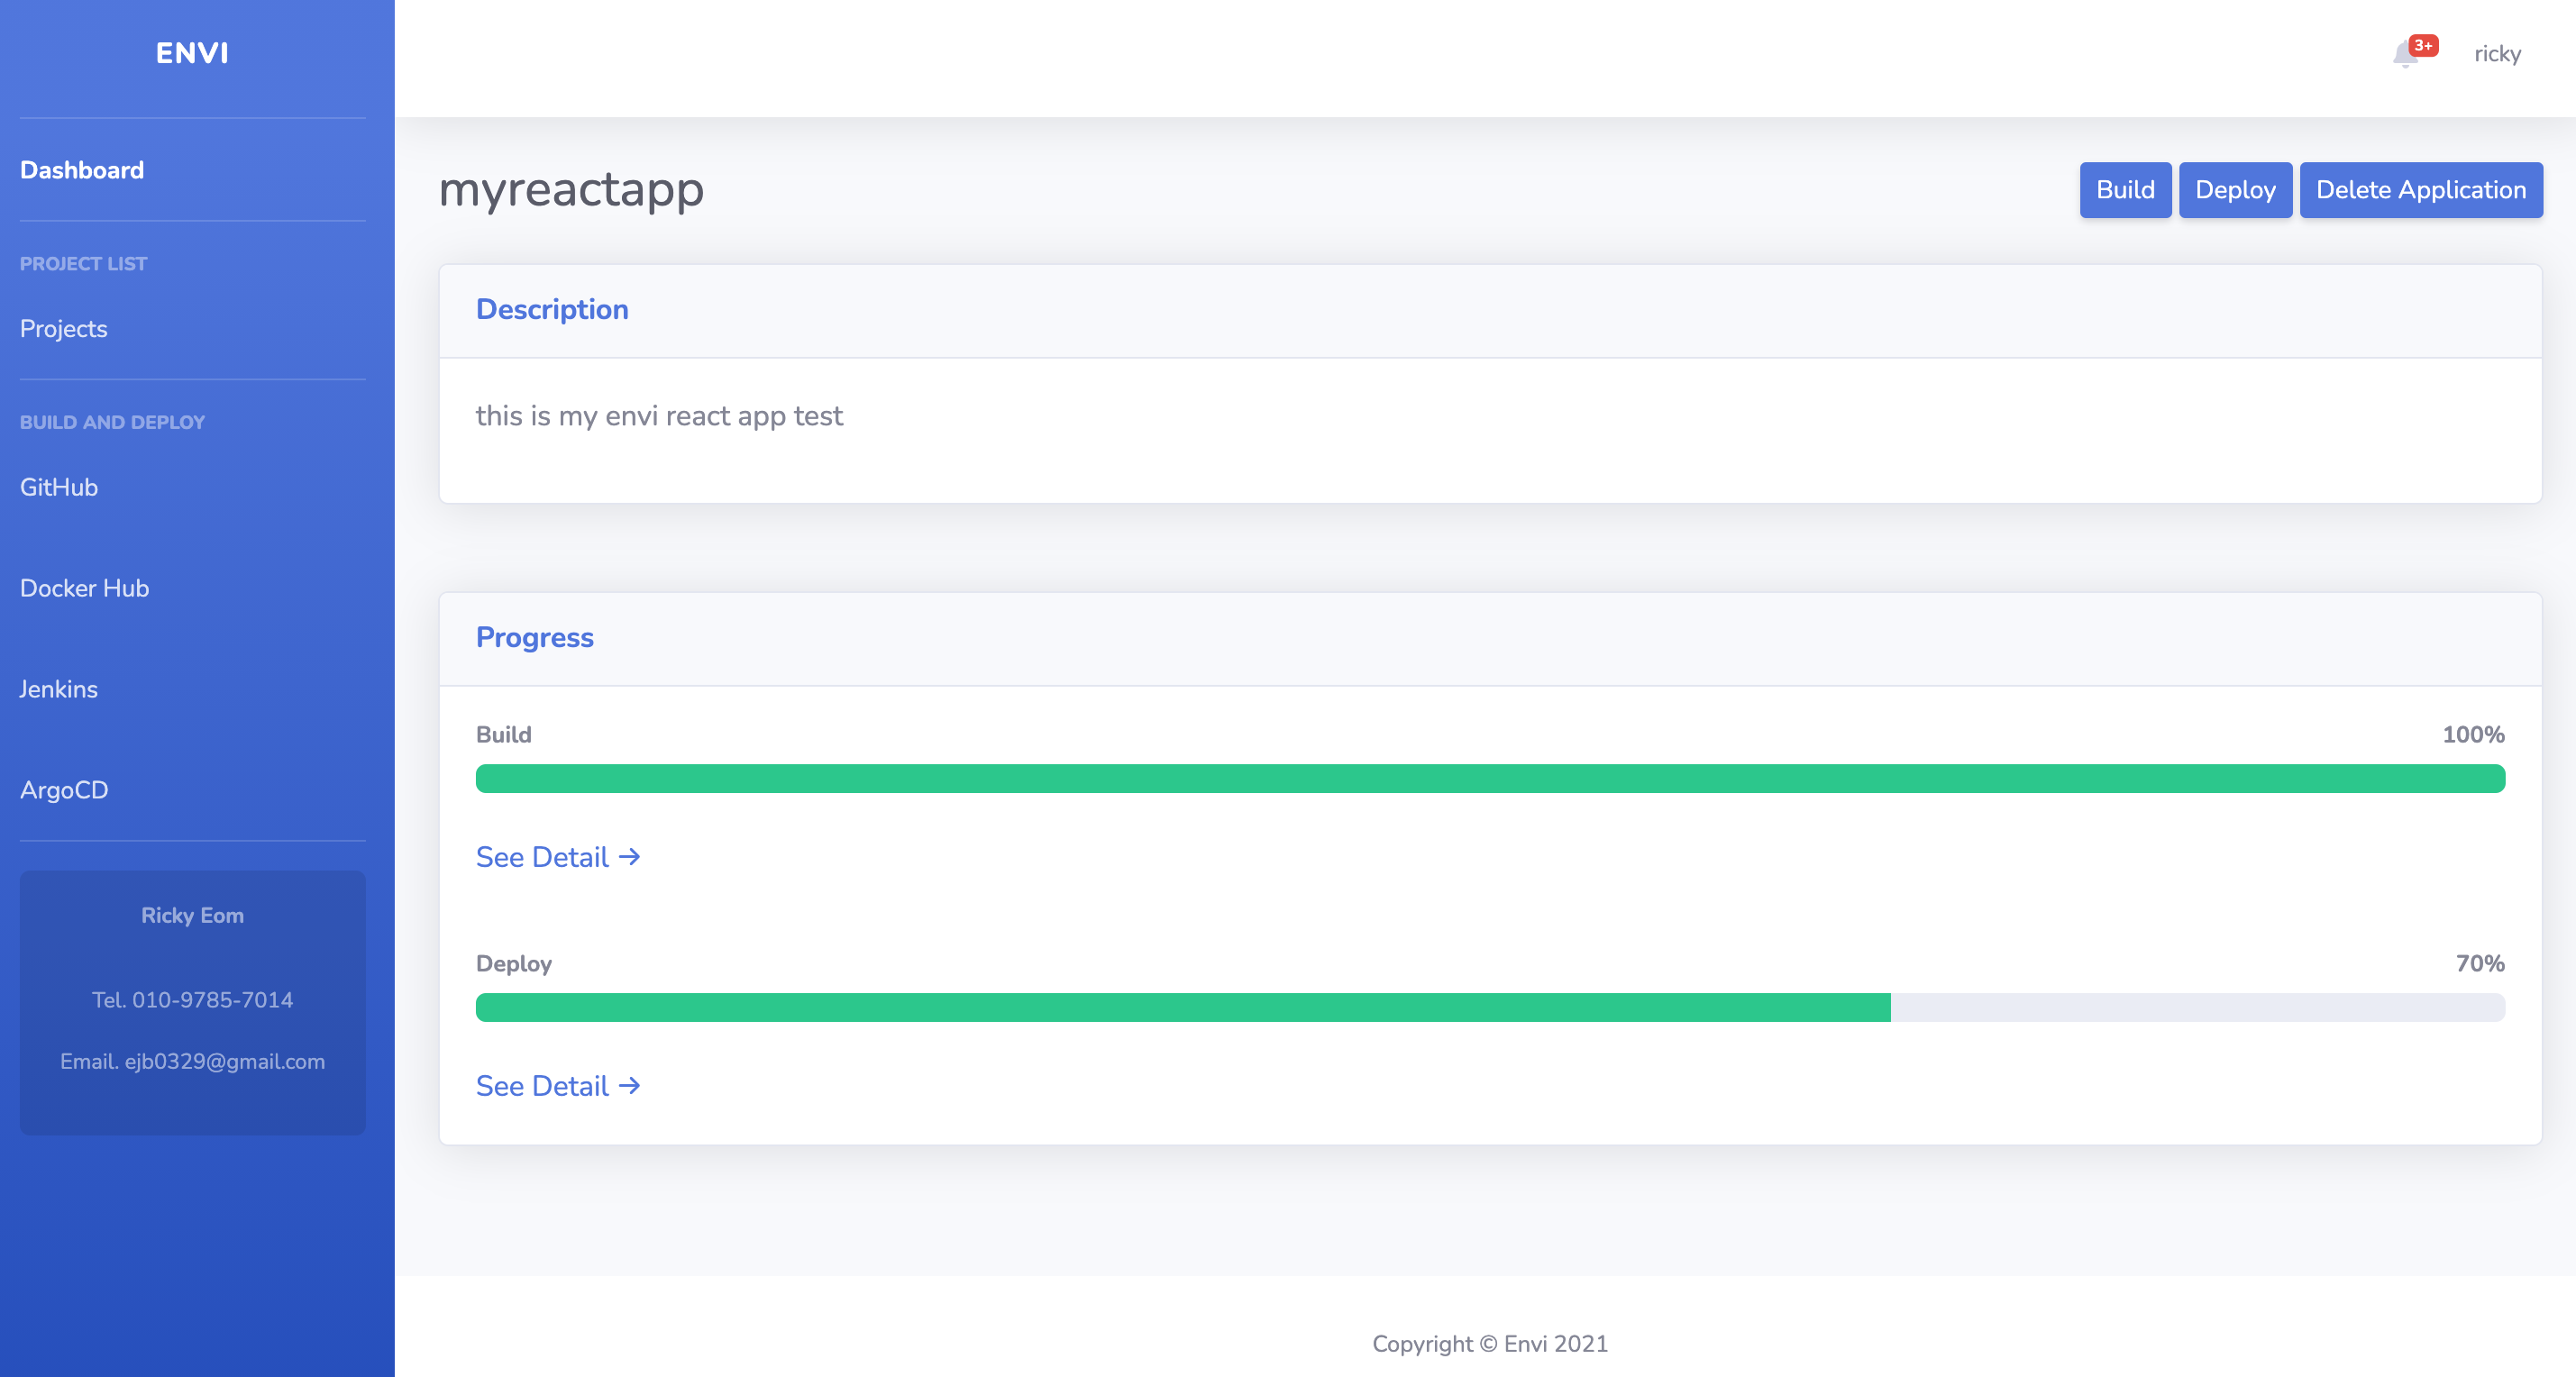 ENVI
Dashboard
PROJECT LIST
Projects
BUILD AND DEPLOY
GitHub
Docker Hub
Jenkins
ArgoCD
Ricky Eom
Tel. 010-9785-7014
Email. ejb0329@gmail.com
3+
ricky
myreactapp
Build Deploy Delete Application
Description
this is my envi react app test
Progress
Build 100%
See Detail →
Deploy 70%
See Detail →
Copyright © Envi 2021